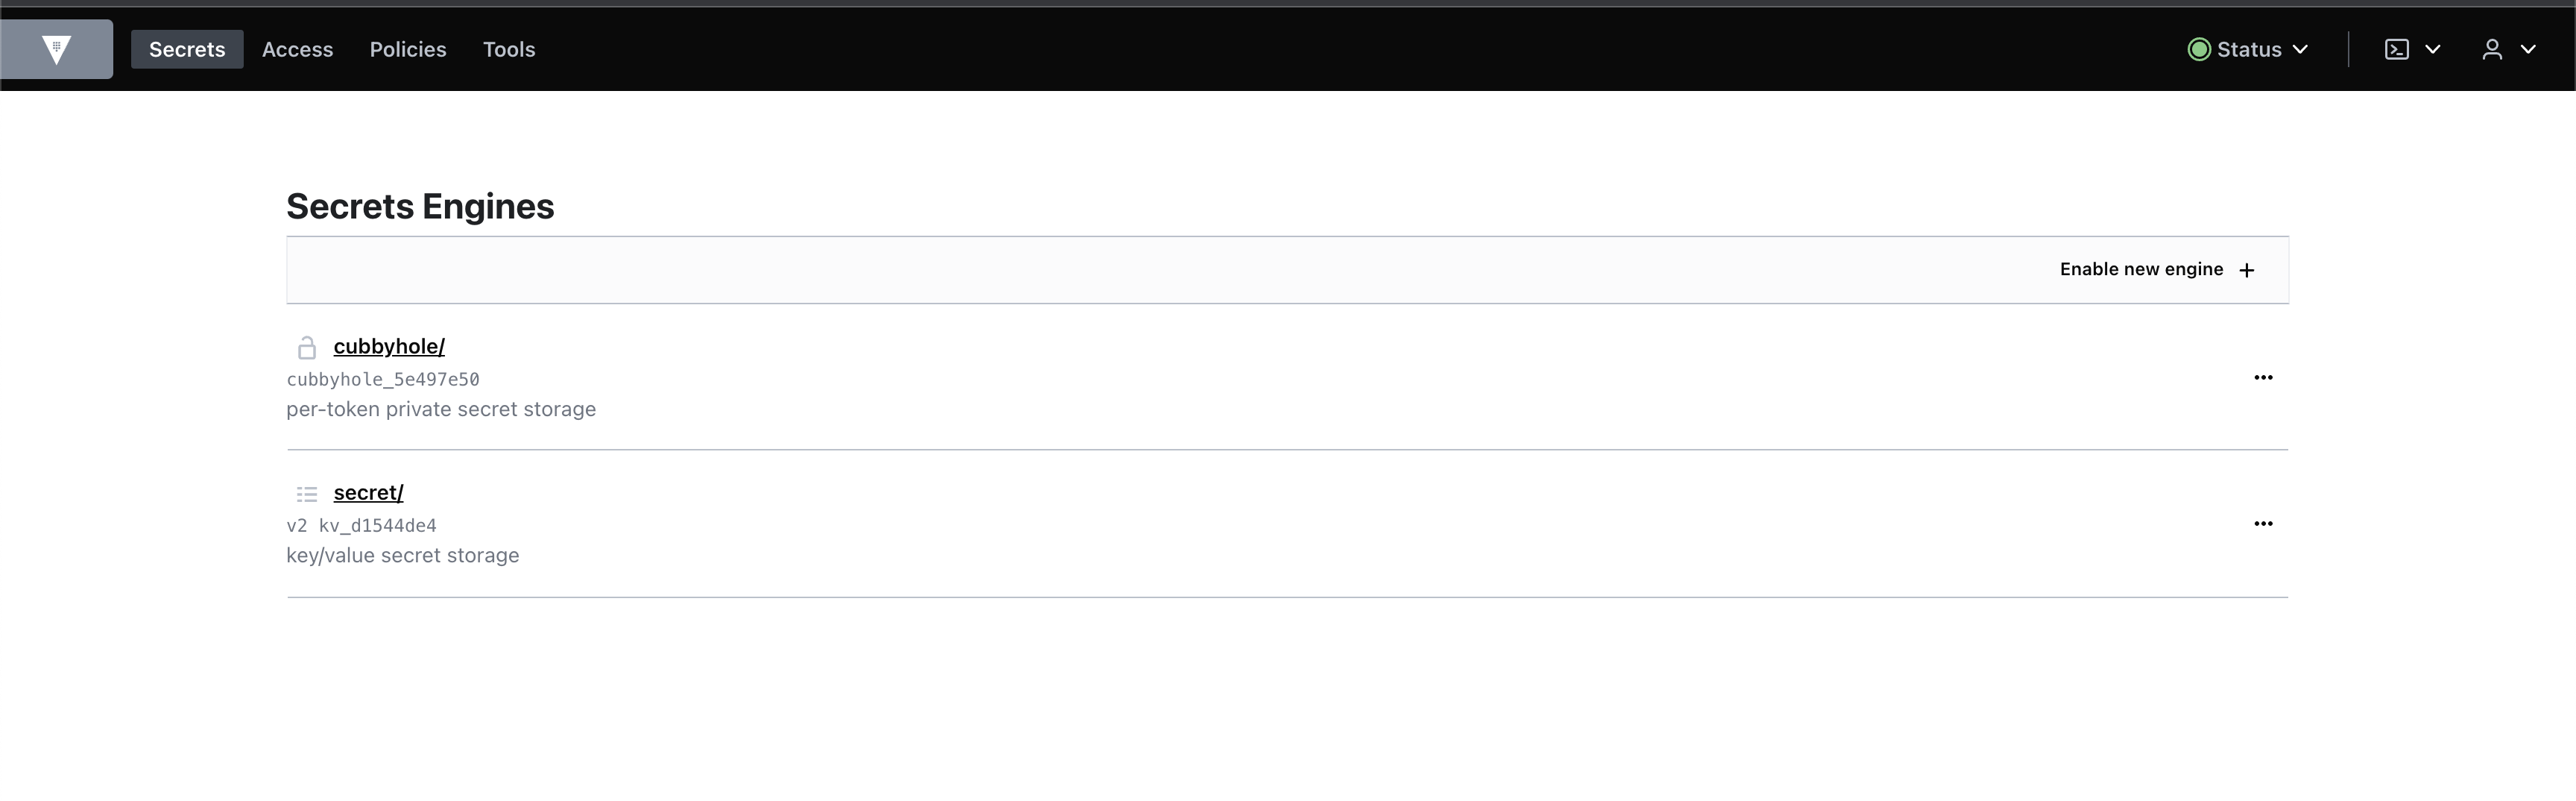 Secrets Access Policies Tools Status
Secrets Engines
Enable new engine +
cubbyhole/
cubbyhole_5e497e50
per-token private secret storage
secret/
v2 kv_d1544de4
key/value secret storage